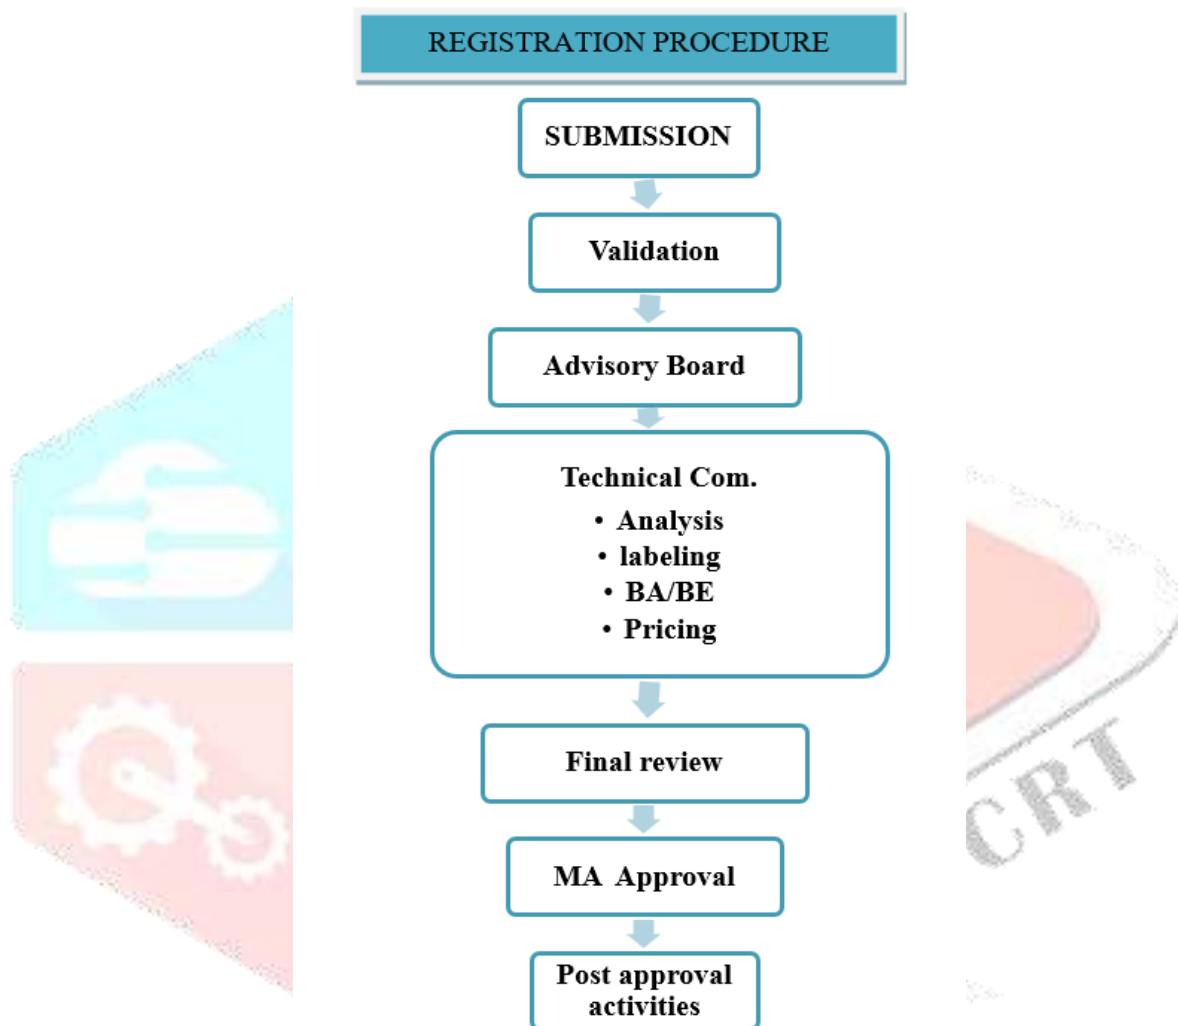 REGISTRATION PROCEDURE
SUBMISSION
Validation
Advisory Board
Technical Com.
• Analysis
• labeling
• BA/BE
• Pricing
Final review
MA Approval
Post approval
activities
CRT